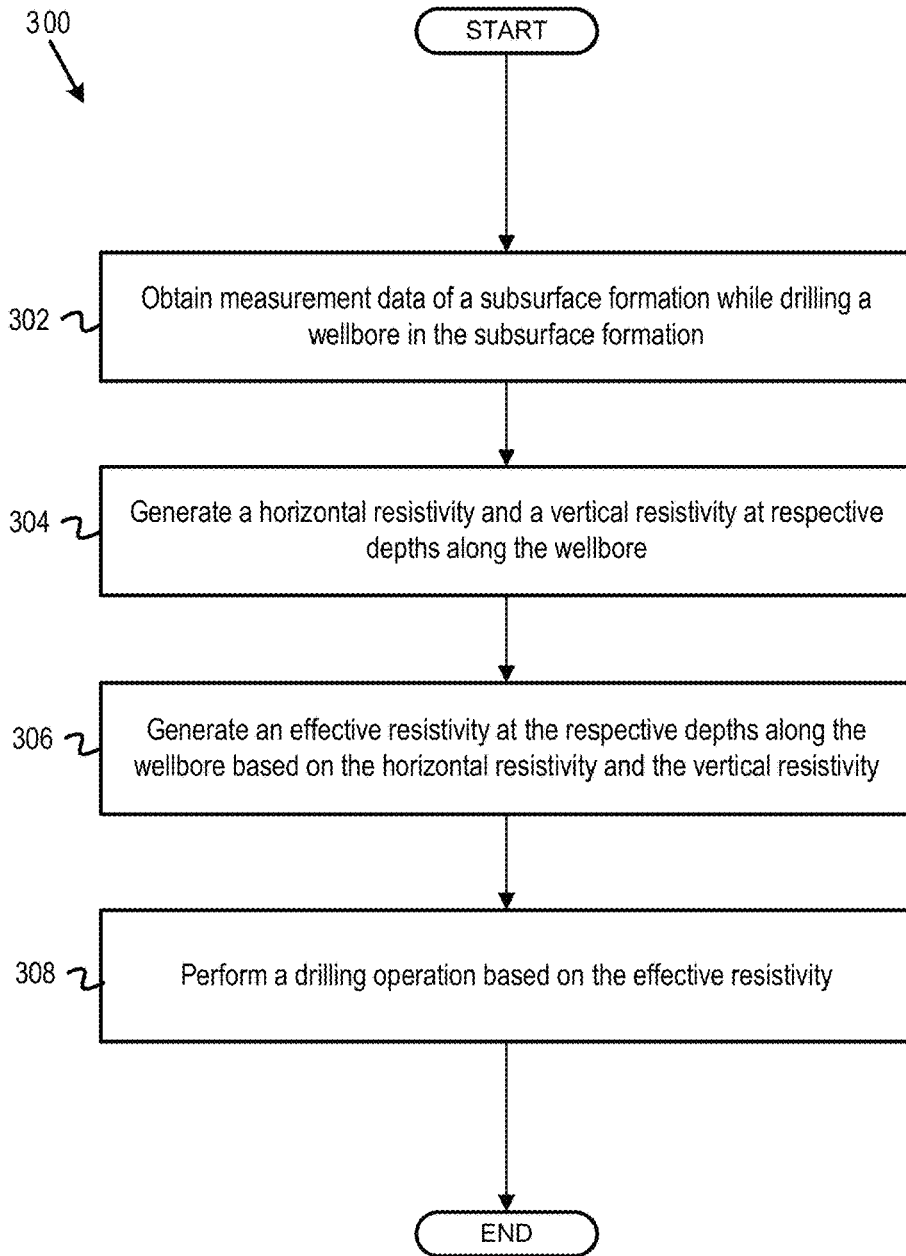 300
START
302
Obtain measurement data of a subsurface formation while drilling a
wellbore in the subsurface formation
304
Generate a horizontal resistivity and a vertical resistivity at respective
depths along the wellbore
306
Generate an effective resistivity at the respective depths along the
wellbore based on the horizontal resistivity and the vertical resistivity
308
Perform a drilling operation based on the effective resistivity
END